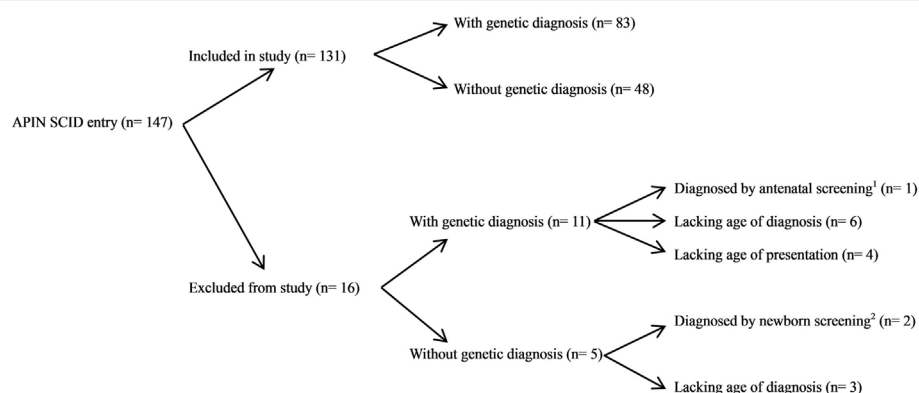 With genetic diagnosis (n= 83)
Included in study (n= 131)
Without genetic diagnosis (n= 48)
APIN SCID entry (n= 147)
Diagnosed by antenatal screening¹ (n= 1)
With genetic diagnosis (n= 11)
Lacking age of diagnosis (n= 6)
Lacking age of presentation (n= 4)
Excluded from study (n= 16)
Diagnosed by newborn screening² (n= 2)
Without genetic diagnosis (n= 5)
Lacking age of diagnosis (n= 3)